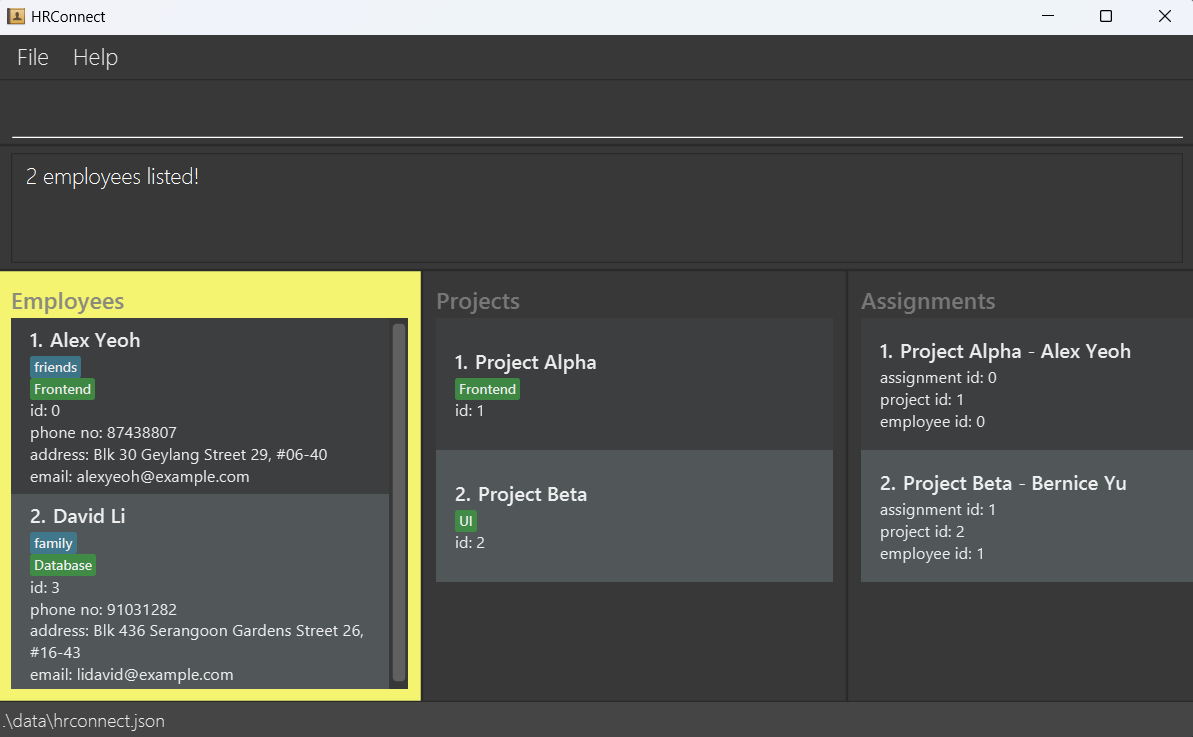 HRConnect
File Help
2 employees listed!
Employees
1. Alex Yeoh
friends
Frontend
id: 0
phone no: 87438807
address: Blk 30 Geylang Street 29, #06-40
email: alexyeoh@example.com
2. David Li
family
Database
id: 3
phone no: 91031282
address: Blk 436 Serangoon Gardens Street 26,
#16-43
email: lidavid@example.com
Projects
1. Project Alpha
Frontend
id: 1
2. Project Beta
UI
id: 2
Assignments
1. Project Alpha - Alex Yeoh
assignment id: 0
project id: 1
employee id: 0
2. Project Beta - Bernice Yu
assignment id: 1
project id: 2
employee id: 1
.\data\hrconnect.json